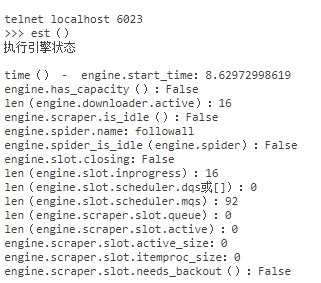 telnet localhost 6023
>>> est（）
执行引擎状态
time（） - engine.start_time：8.62972998619
engine.has_capacity（）：False
len（engine.downloader.active）：16
engine.scraper.is_idle（）：False
engine.spider.name：followall
engine.spider_is_idle（engine.spider）：False
engine.slot.closing：False
len（engine.slot.inprogress）：16
len（engine.slot.scheduler.dqs或[]）：0
len（engine.slot.scheduler.mqs）：92
len（engine.scraper.slot.queue）：0
len（engine.scraper.slot.active）：0
engine.scraper.slot.active_size：0
engine.scraper.slot.itemproc_size：0
engine.scraper.slot.needs_backout（）：False